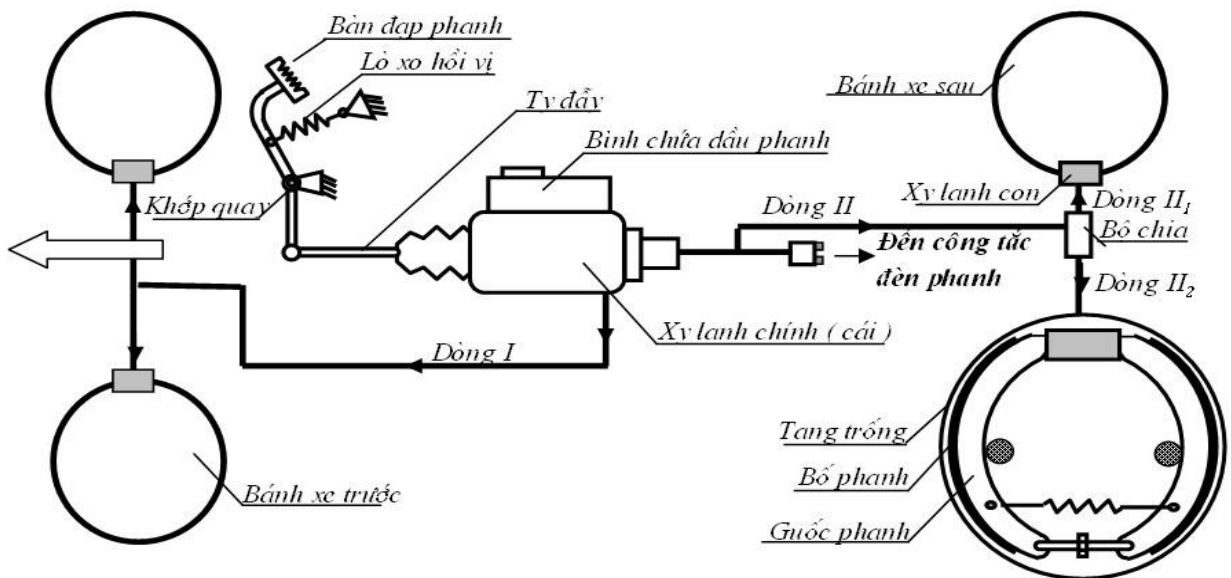 Bàn đạp phanh
Lò xo hồi vị
Ty đẩy
Bình chứa dầu phanh
Bánh xe sau
Khớp quay
Xy lanh con
Dòng II
Dòng II1
Bộ chia
Đến công tắc
đèn phanh
Dòng II2
Xy lanh chính ( cái )
Dòng I
Tang trống
Bố phanh
Guốc phanh
Bánh xe trước